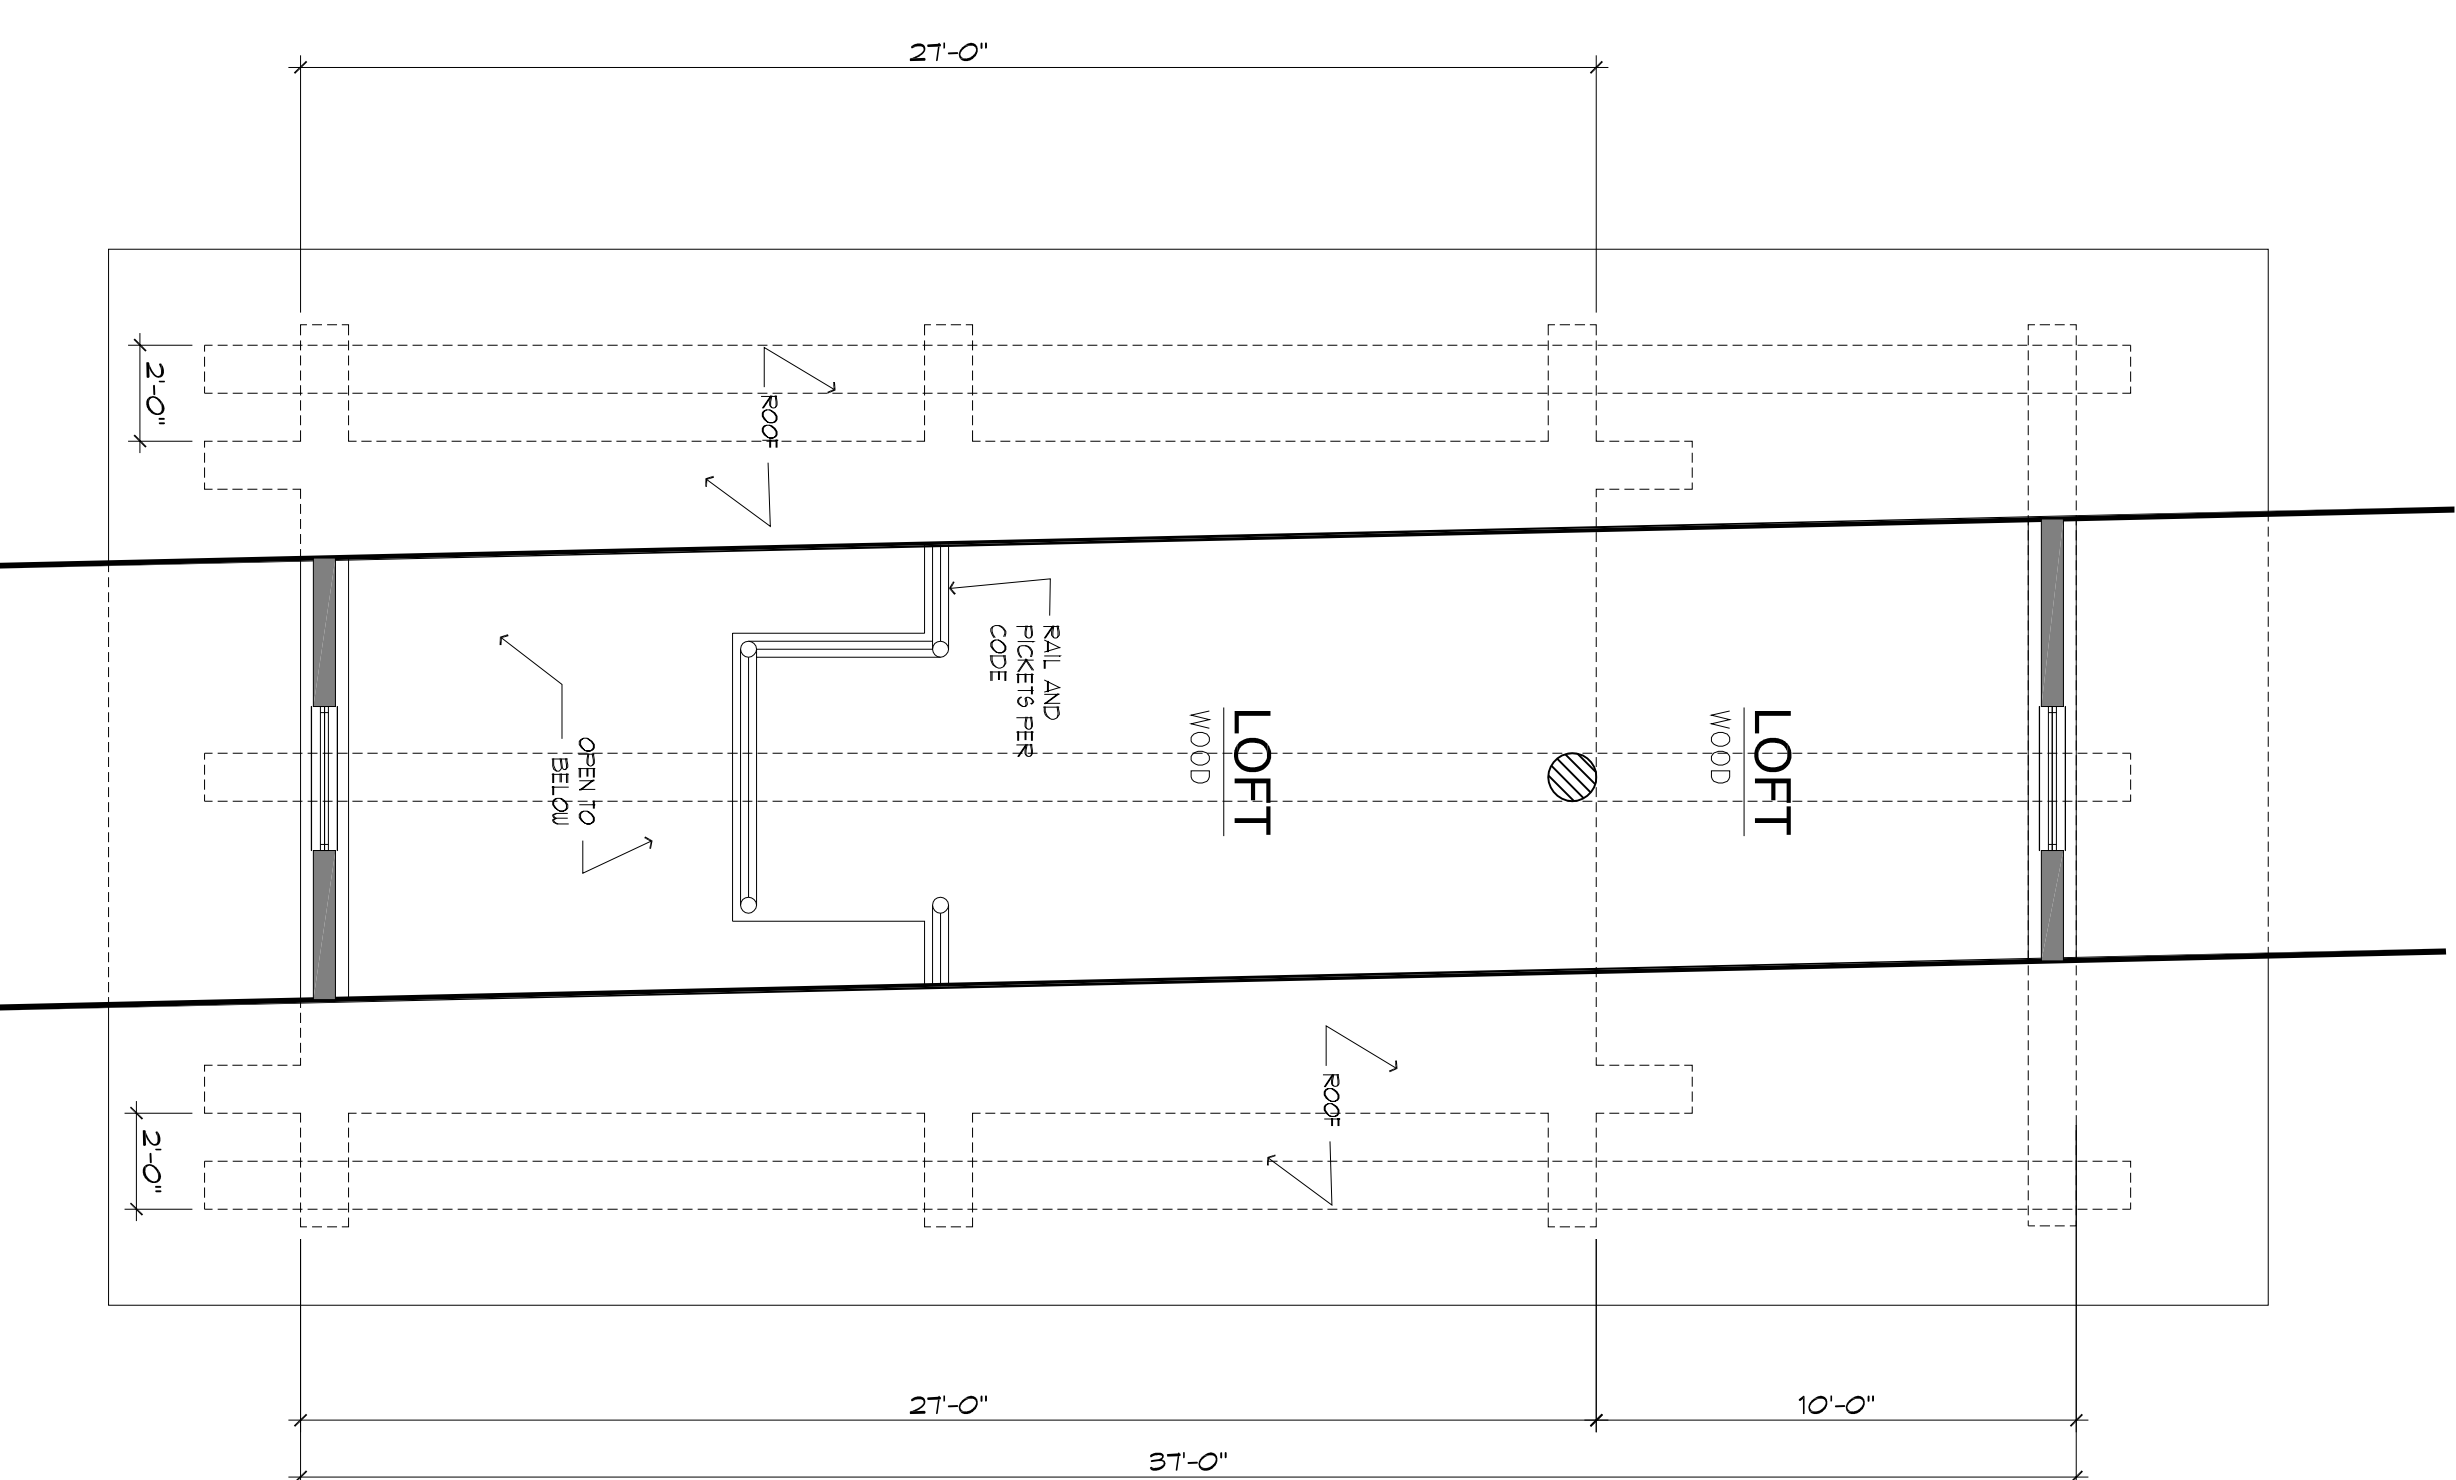 27'-0"
2'-0"
ROOF
RAIL AND
PICKETS PER
CODE
LOFT
WOOD
LOFT
WOOD
OPEN TO
BELOW
ROOF
2'-0"
27'-0"
10'-0"
37'-0"